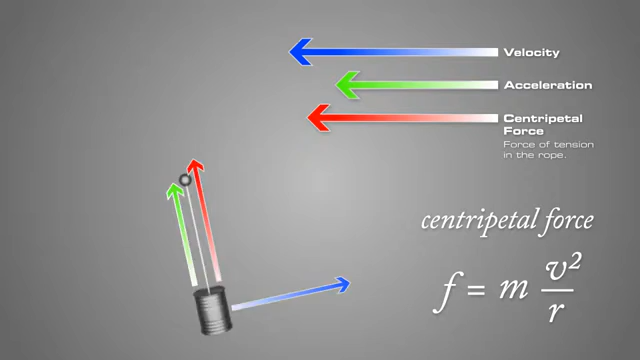 Velocity
Acceleration
Centripetal
Force
Force of tension
in the rope.
centripetal force
f = m v²/r